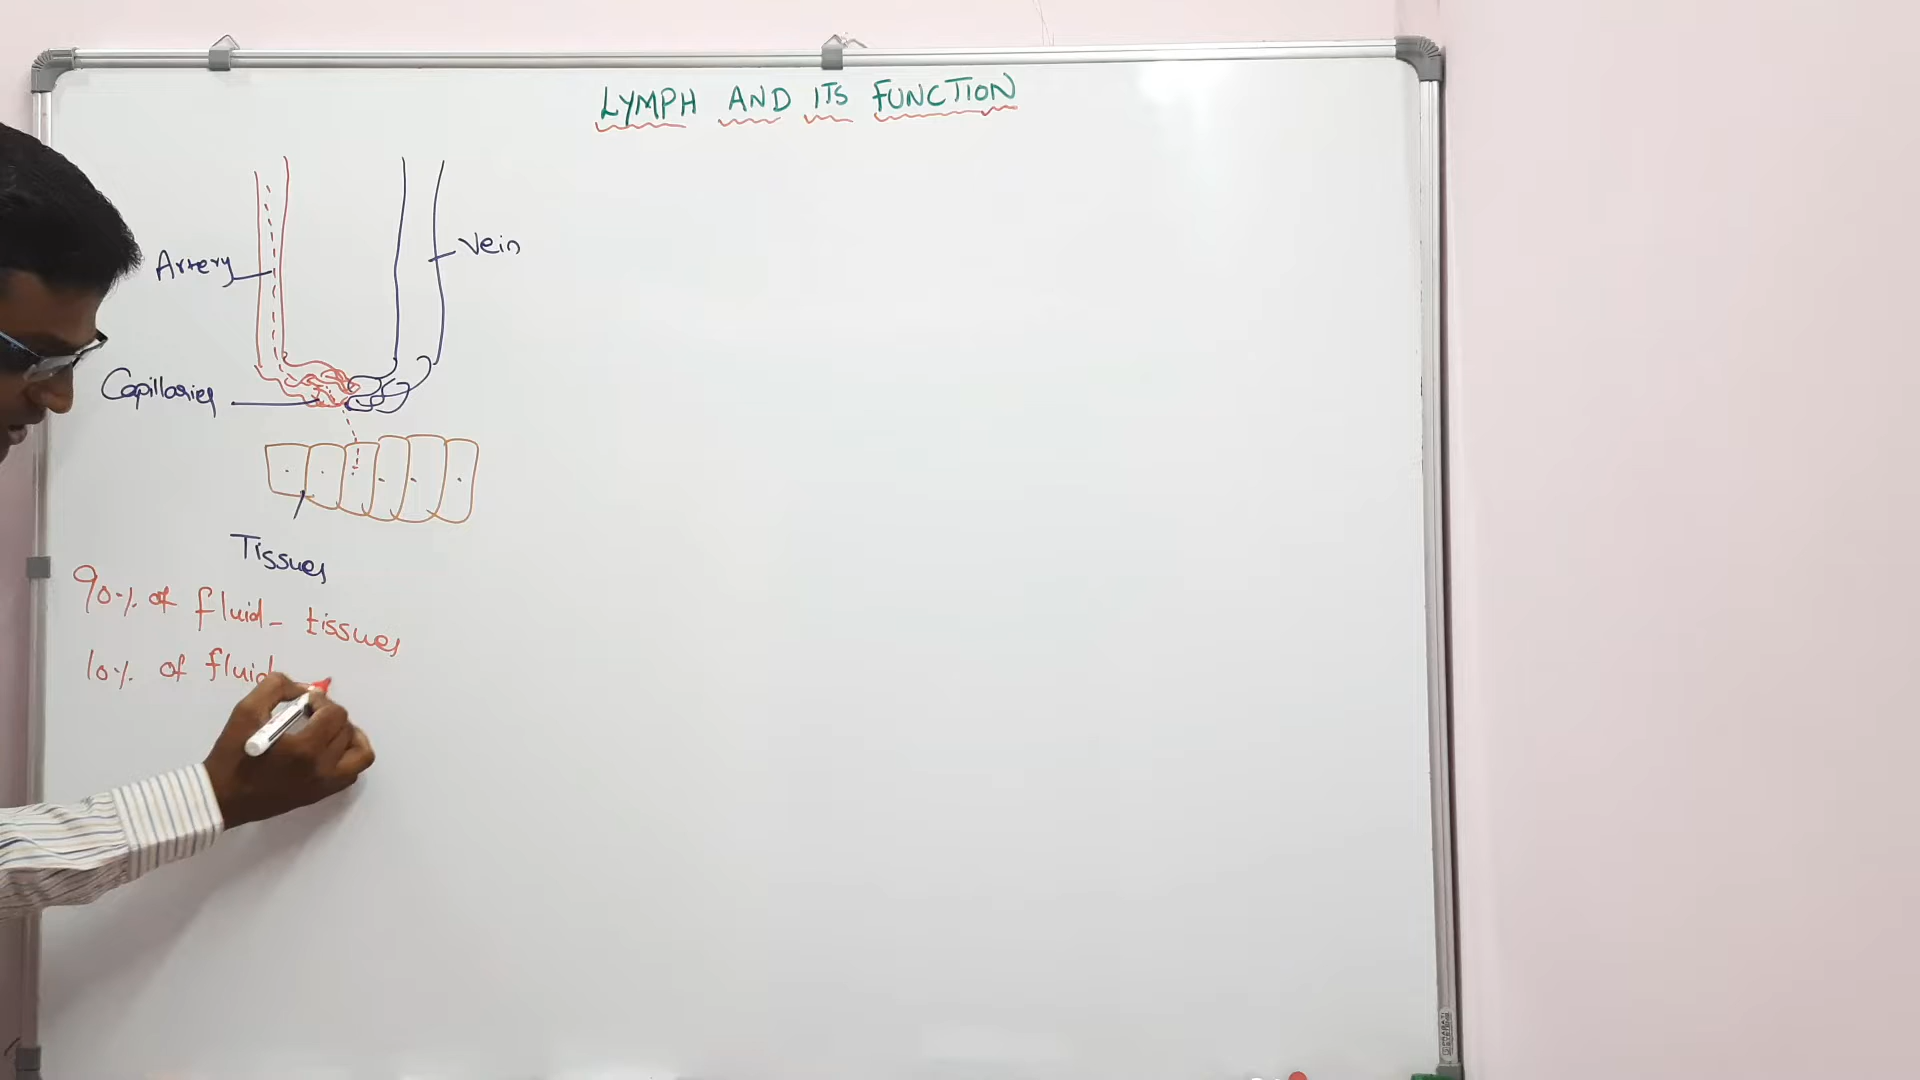 LYMPH AND ITS FUNCTION
Artery
Vein
Capillaries
Tissues
90% of fluid - tissues
10% of fluid